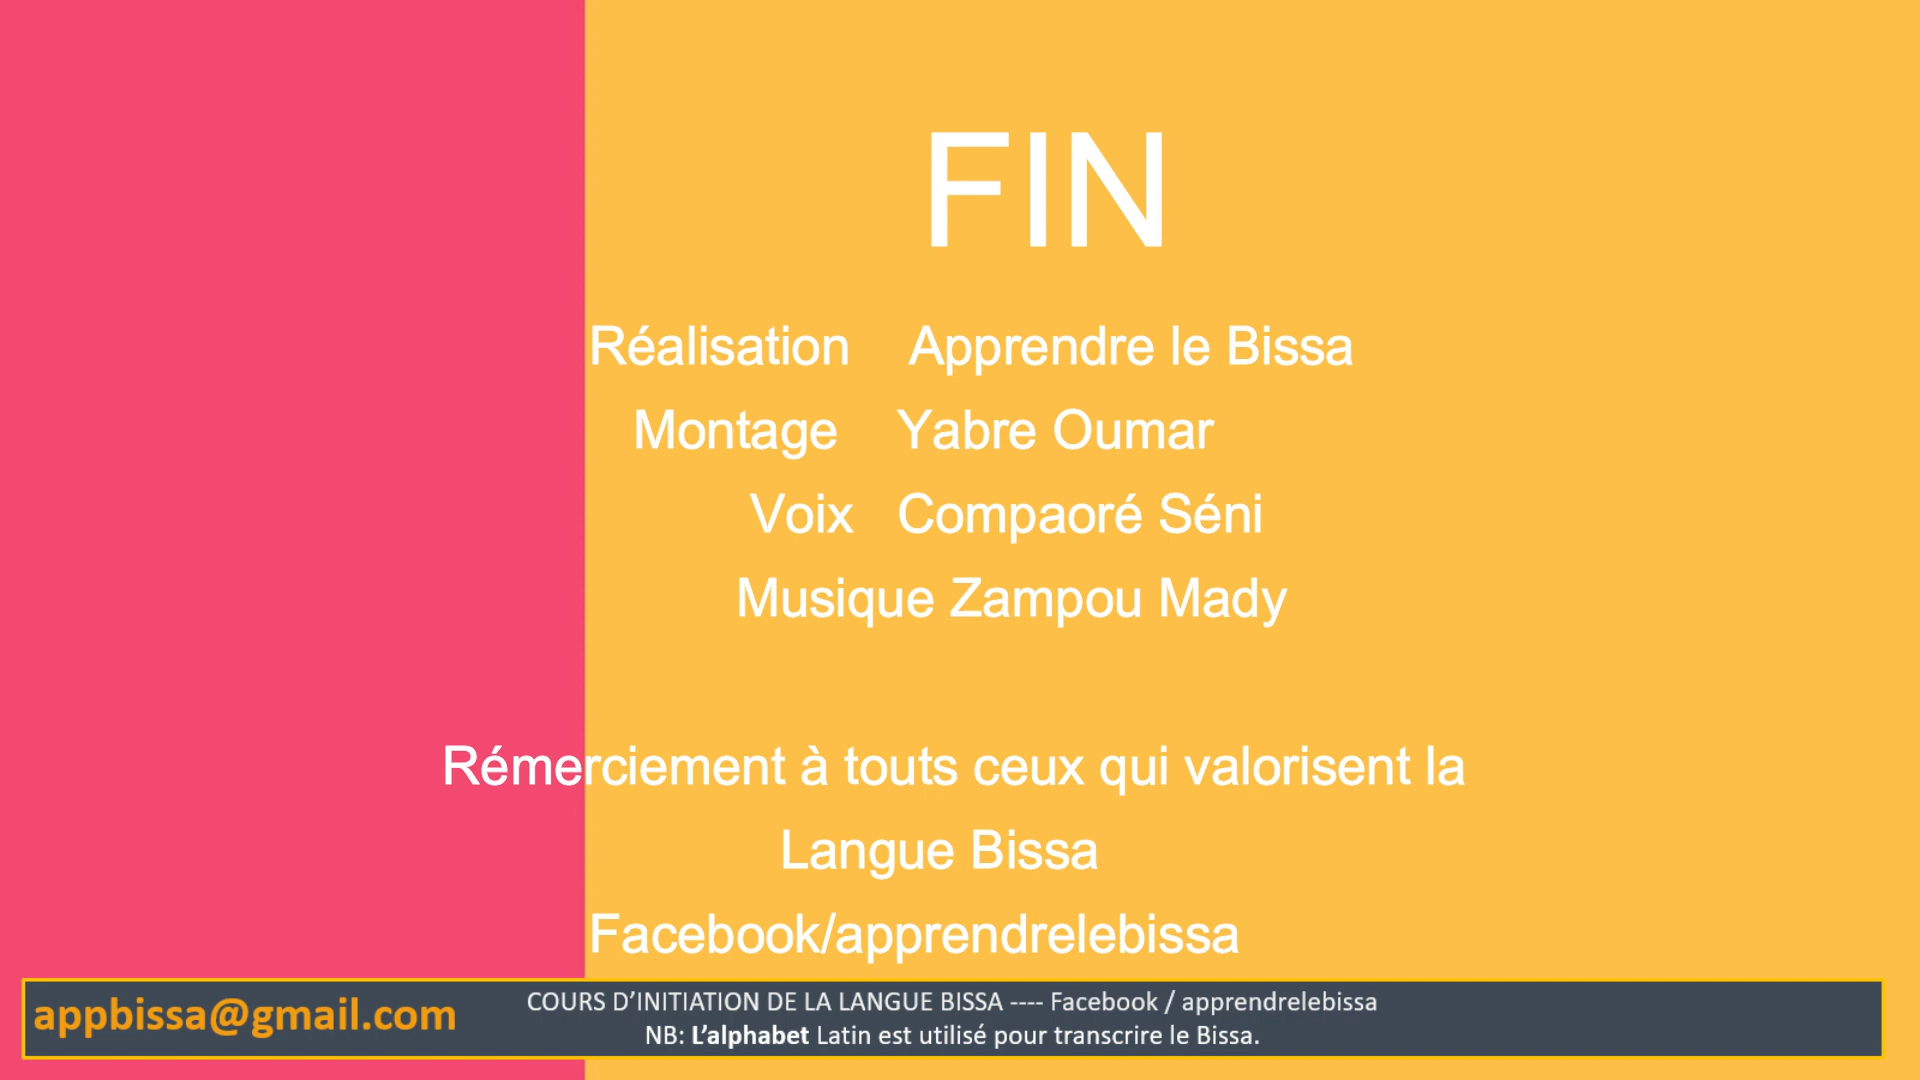 FIN
Réalisation Apprendre le Bissa
Montage Yabre Oumar
Voix Compaoré Séni
Musique Zampou Mady
Rémerciement à touts ceux qui valorisent la
Langue Bissa
Facebook/apprendrelebissa
appbissa@gmail.com
COURS D’INITIATION DE LA LANGUE BISSA ---- Facebook / apprendrelebissa
NB: L’alphabet Latin est utilisé pour transcrire le Bissa.